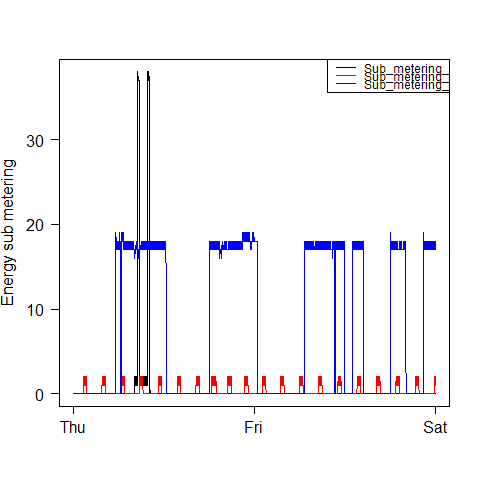 Sub_metering_
Sub_metering_
Sub_metering_
Energy sub metering
30
20
10
0
Thu Fri Sat